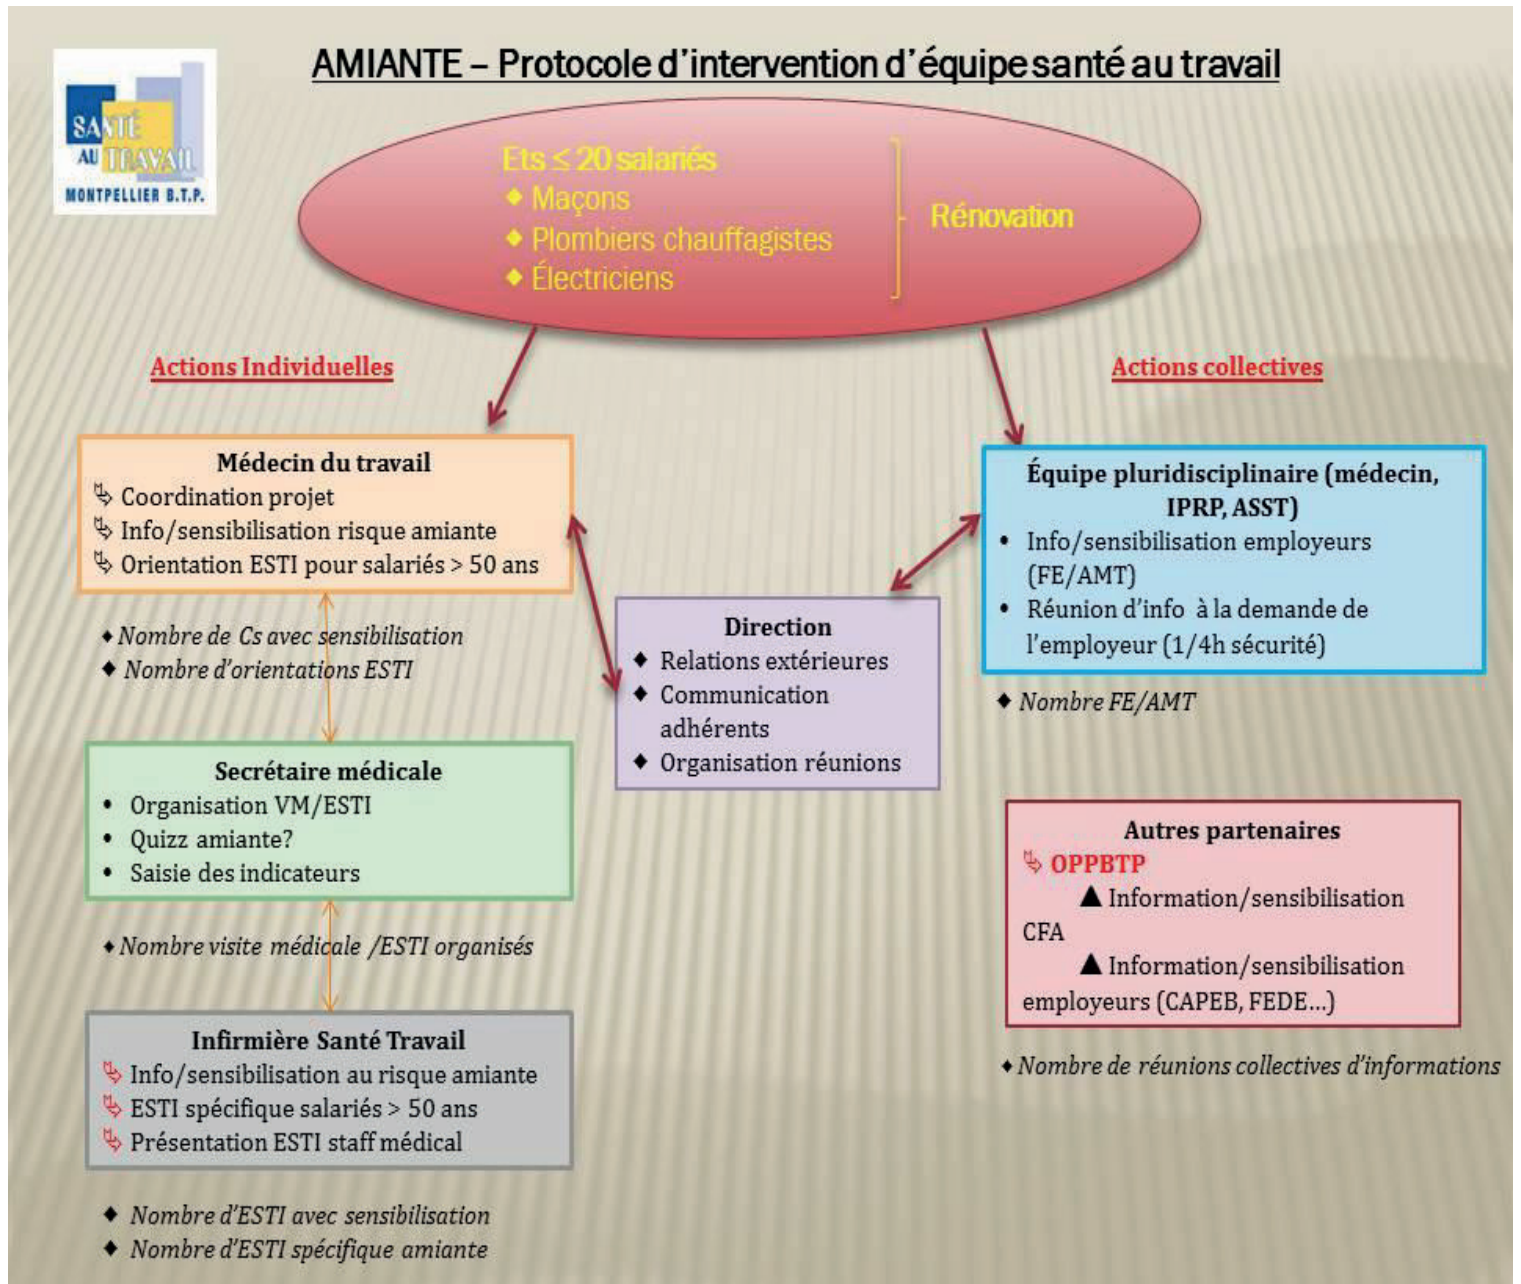 AMIANTE – Protocole d’intervention d’équipe santé au travail
SANTÉ
AU TRAVAIL
MONTPELLIER B.T.P.
Ets ≤ 20 salariés
◆ Maçons
◆ Plombiers chauffagistes
◆ Électriciens
Rénovation
Actions Individuelles
Actions collectives
Médecin du travail
Coordination projet
Info/sensibilisation risque amiante
Orientation ESTI pour salariés > 50 ans
◆ Nombre de Cs avec sensibilisation
◆ Nombre d’orientations ESTI
Secrétaire médicale
• Organisation VM/ESTI
• Quizz amiante?
• Saisie des indicateurs
◆ Nombre visite médicale /ESTI organisés
Infirmière Santé Travail
Info/sensibilisation au risque amiante
ESTI spécifique salariés > 50 ans
Présentation ESTI staff médical
◆ Nombre d’ESTI avec sensibilisation
◆ Nombre d’ESTI spécifique amiante
Direction
◆ Relations extérieures
◆ Communication
adhérents
◆ Organisation réunions
Équipe pluridisciplinaire (médecin,
IPRP, ASST)
• Info/sensibilisation employeurs
(FE/AMT)
• Réunion d’info à la demande de
l’employeur (1/4h sécurité)
◆ Nombre FE/AMT
Autres partenaires
OPPBTP
▲ Information/sensibilisation
CFA
▲ Information/sensibilisation
employeurs (CAPEB, FEDE...)
◆ Nombre de réunions collectives d’informations